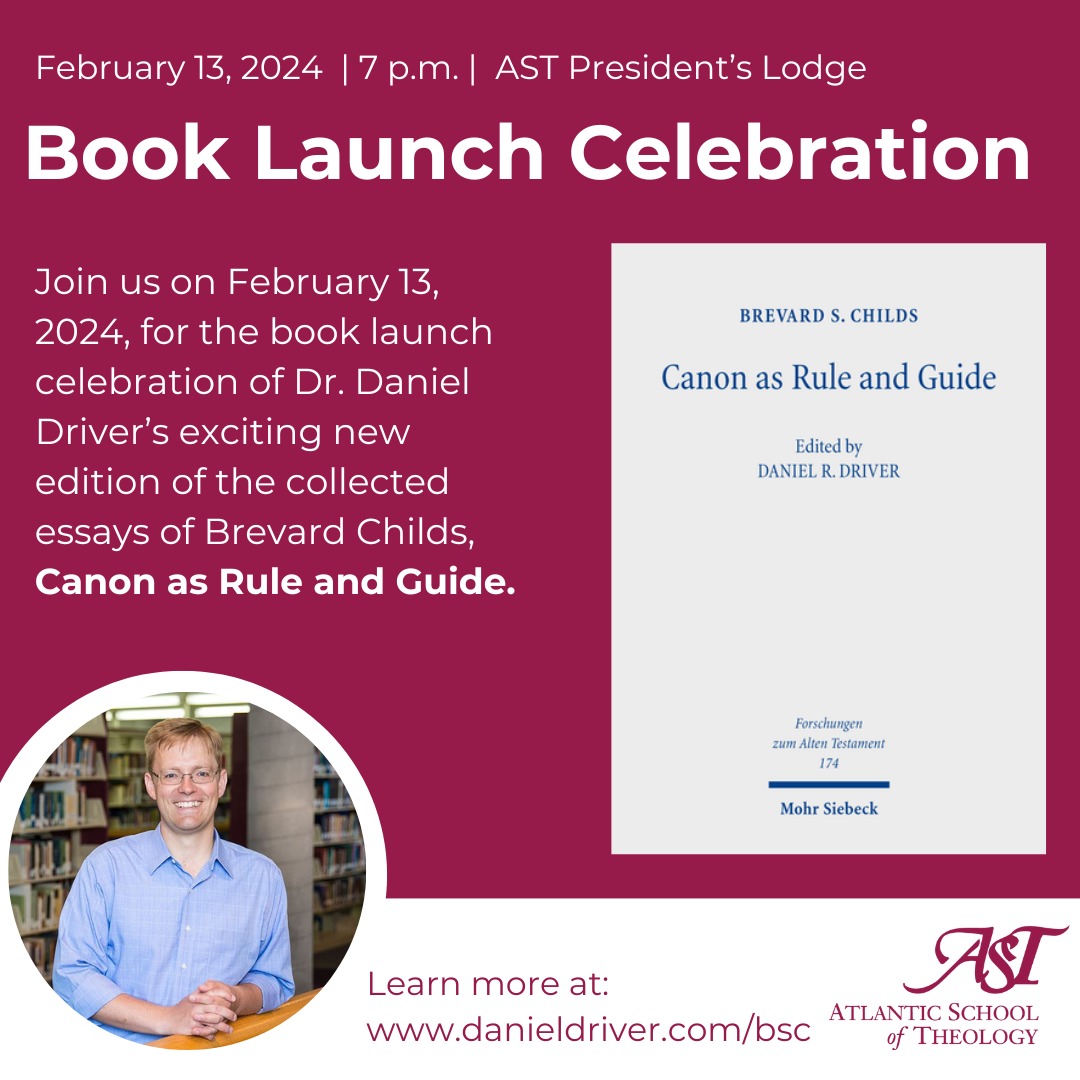 February 13, 2024 | 7 p.m. | AST President’s Lodge
Book Launch Celebration
Join us on February 13,
2024, for the book launch
celebration of Dr. Daniel
Driver’s exciting new
edition of the collected
essays of Brevard Childs,
Canon as Rule and Guide.
BREVARD S. CHILDS
Canon as Rule and Guide
Edited by
DANIEL R. DRIVER
Forschungen
zum Alten Testament
174
Mohr Siebeck
Learn more at:
www.danieldriver.com/bsc
AST
ATLANTIC SCHOOL
of THEOLOGY